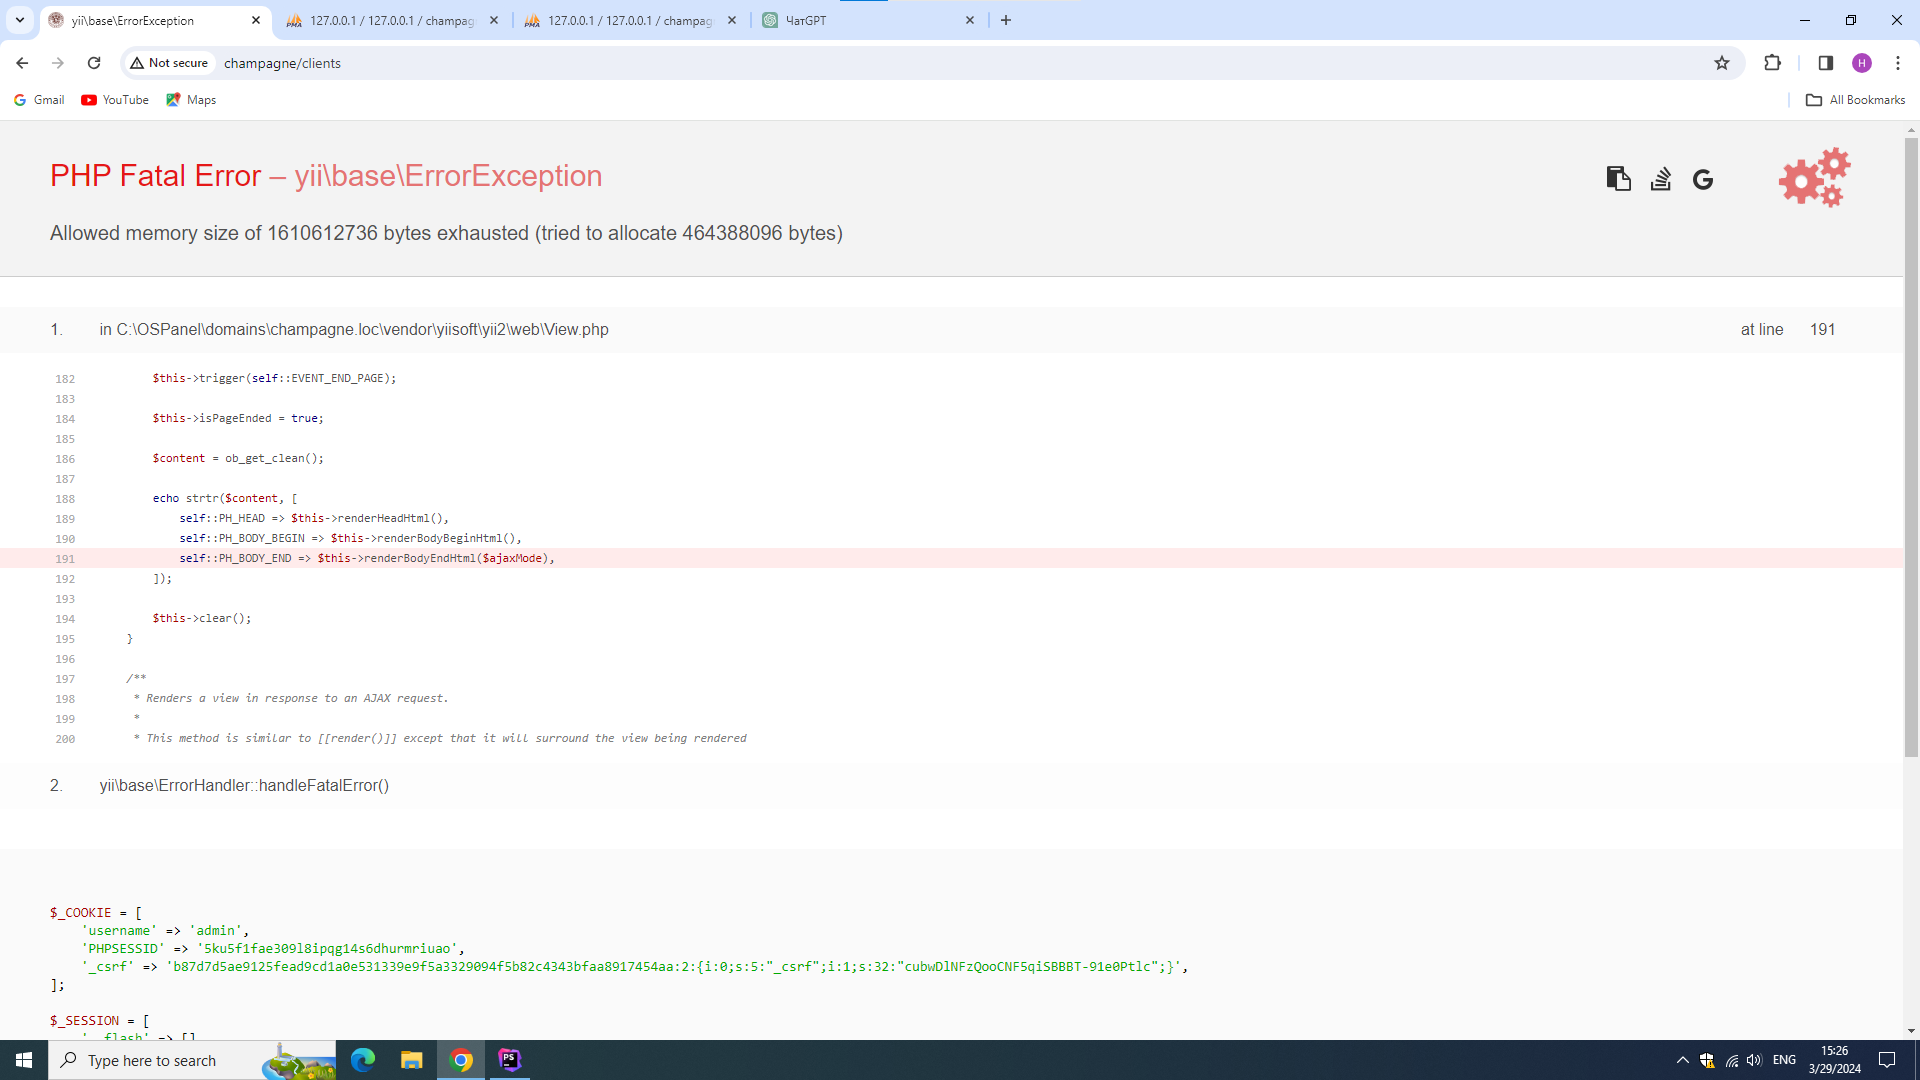 yii\base\ErrorException
127.0.0.1 / 127.0.0.1 / champagn
127.0.0.1 / 127.0.0.1 / champagn
ЧатGPT
Not secure
champagne/clients
H
Gmail
YouTube
Maps
All Bookmarks
PHP Fatal Error – yii\base\ErrorException
Allowed memory size of 1610612736 bytes exhausted (tried to allocate 464388096 bytes)
1. in C:\OSPanel\domains\champagne.loc\vendor\yiisoft\yii2\web\View.php at line 191
182 $this->trigger(self::EVENT_END_PAGE);
183
184 $this->isPageEnded = true;
185
186 $content = ob_get_clean();
187
188 echo strtr($content, [
189 self::PH_HEAD => $this->renderHeadHtml(),
190 self::PH_BODY_BEGIN => $this->renderBodyBeginHtml(),
191 self::PH_BODY_END => $this->renderBodyEndHtml($ajaxMode),
192 ]);
193
194 $this->clear();
195 }
196
197 /**
198 * Renders a view in response to an AJAX request.
199 *
200 * This method is similar to [[render()]] except that it will surround the view being rendered
2. yii\base\ErrorHandler::handleFatalError()
$_COOKIE = [
'username' => 'admin',
'PHPSESSID' => '5ku5f1fae309l8ipqg14s6dhurmriuao',
'_csrf' => 'b87d7d5ae9125fead9cd1a0e531339e9f5a3329094f5b82c4343bfaa8917454aa:2:{i:0;s:5:"_csrf";i:1;s:32:"cubwDlNFzQooCNF5qiSBBBT-91e0Ptlc";}',
];
$_SESSION = [
'__flash' => []
Type here to search
PS
ENG
15:26
3/29/2024